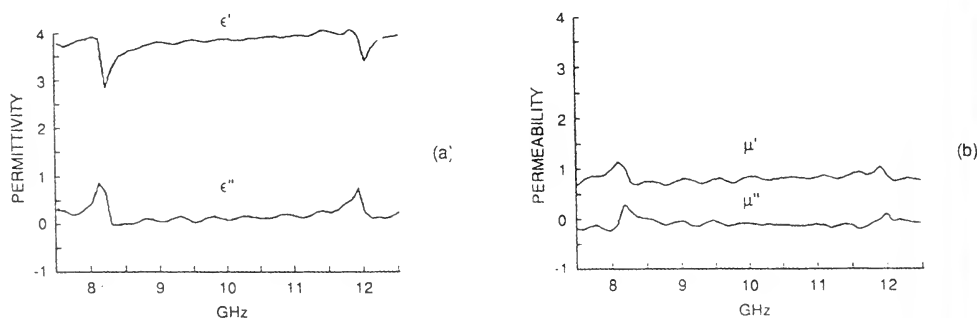 ϵ'
4
3
2
1
0
-1
PERMITTIVITY
ϵ"
8
9
10
11
12
GHz
(a)
4
3
2
1
0
-1
PERMEABILITY
μ'
μ"
8
9
10
11
12
GHz
(b)